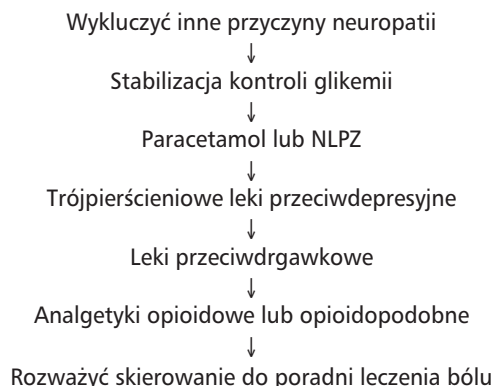 Wykluczyć inne przyczyny neuropatii
↓
Stabilizacja kontroli glikemii
↓
Paracetamol lub NLPZ
↓
Trójpierścieniowe leki przeciwdepresyjne
↓
Leki przeciwdrgawkowe
↓
Analgetyki opioidowe lub opioidopodobne
↓
Rozważyć skierowanie do poradni leczenia bólu